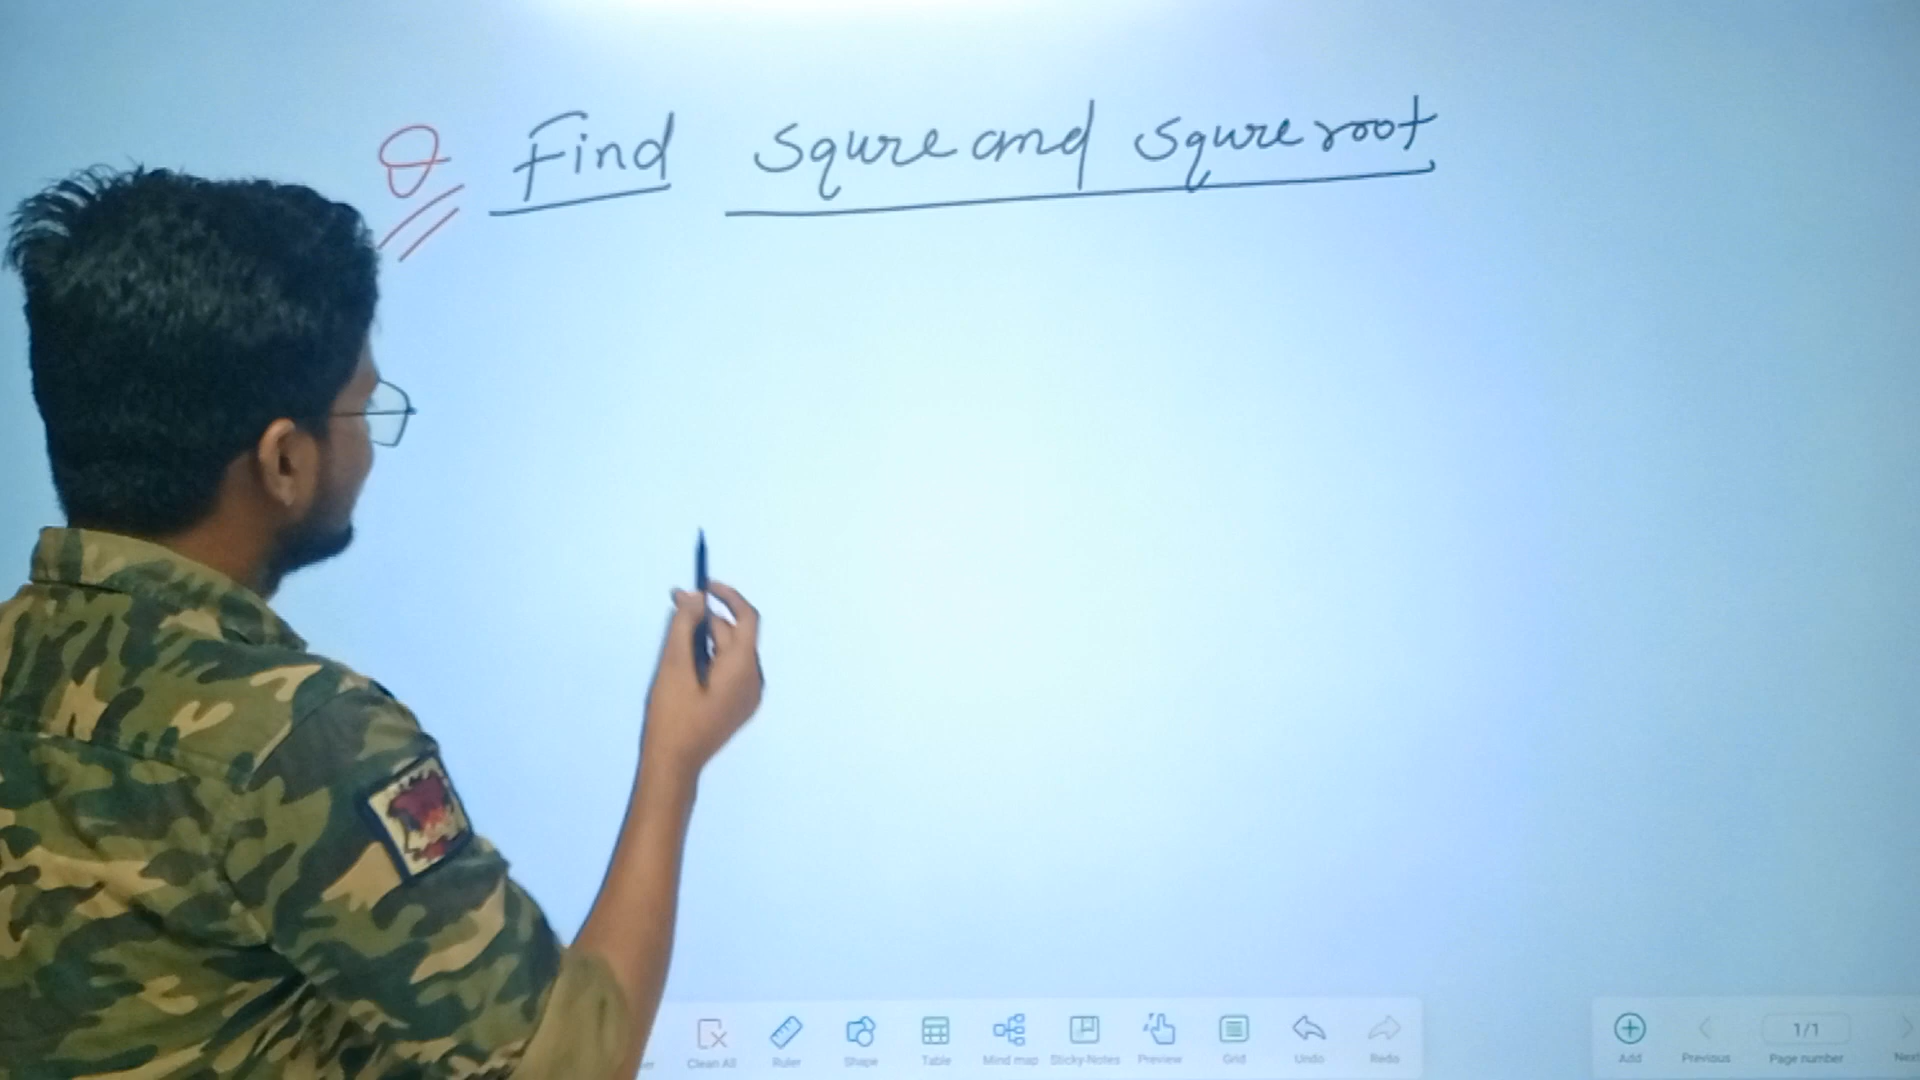 Q Find squre and squre root
Clean All Ruler Shape Table Mind map Sticky-Notes Preview Grid Undo Redo Add Previous 1/1 Page number Next